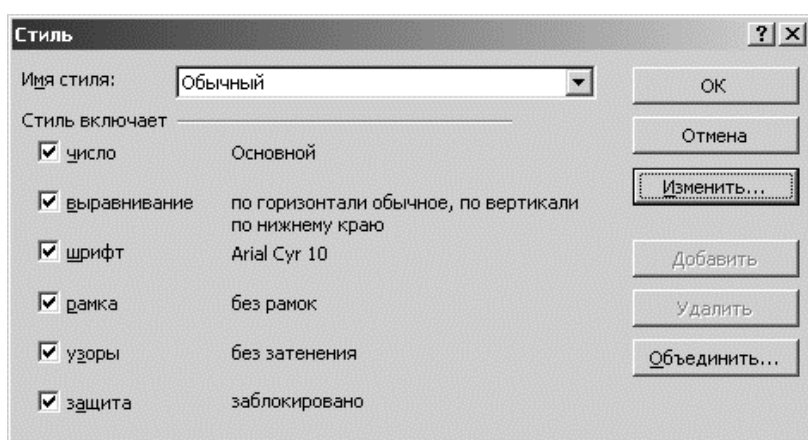 Стиль
Имя стиля: Обычный
ОК
Стиль включает
Отмена
число Основной
Изменить...
выравнивание по горизонтали обычное, по вертикали
по нижнему краю
шрифт Arial Cyr 10
Добавить
рамка без рамок
Удалить
узоры без затенения
Объединить...
защита заблокировано